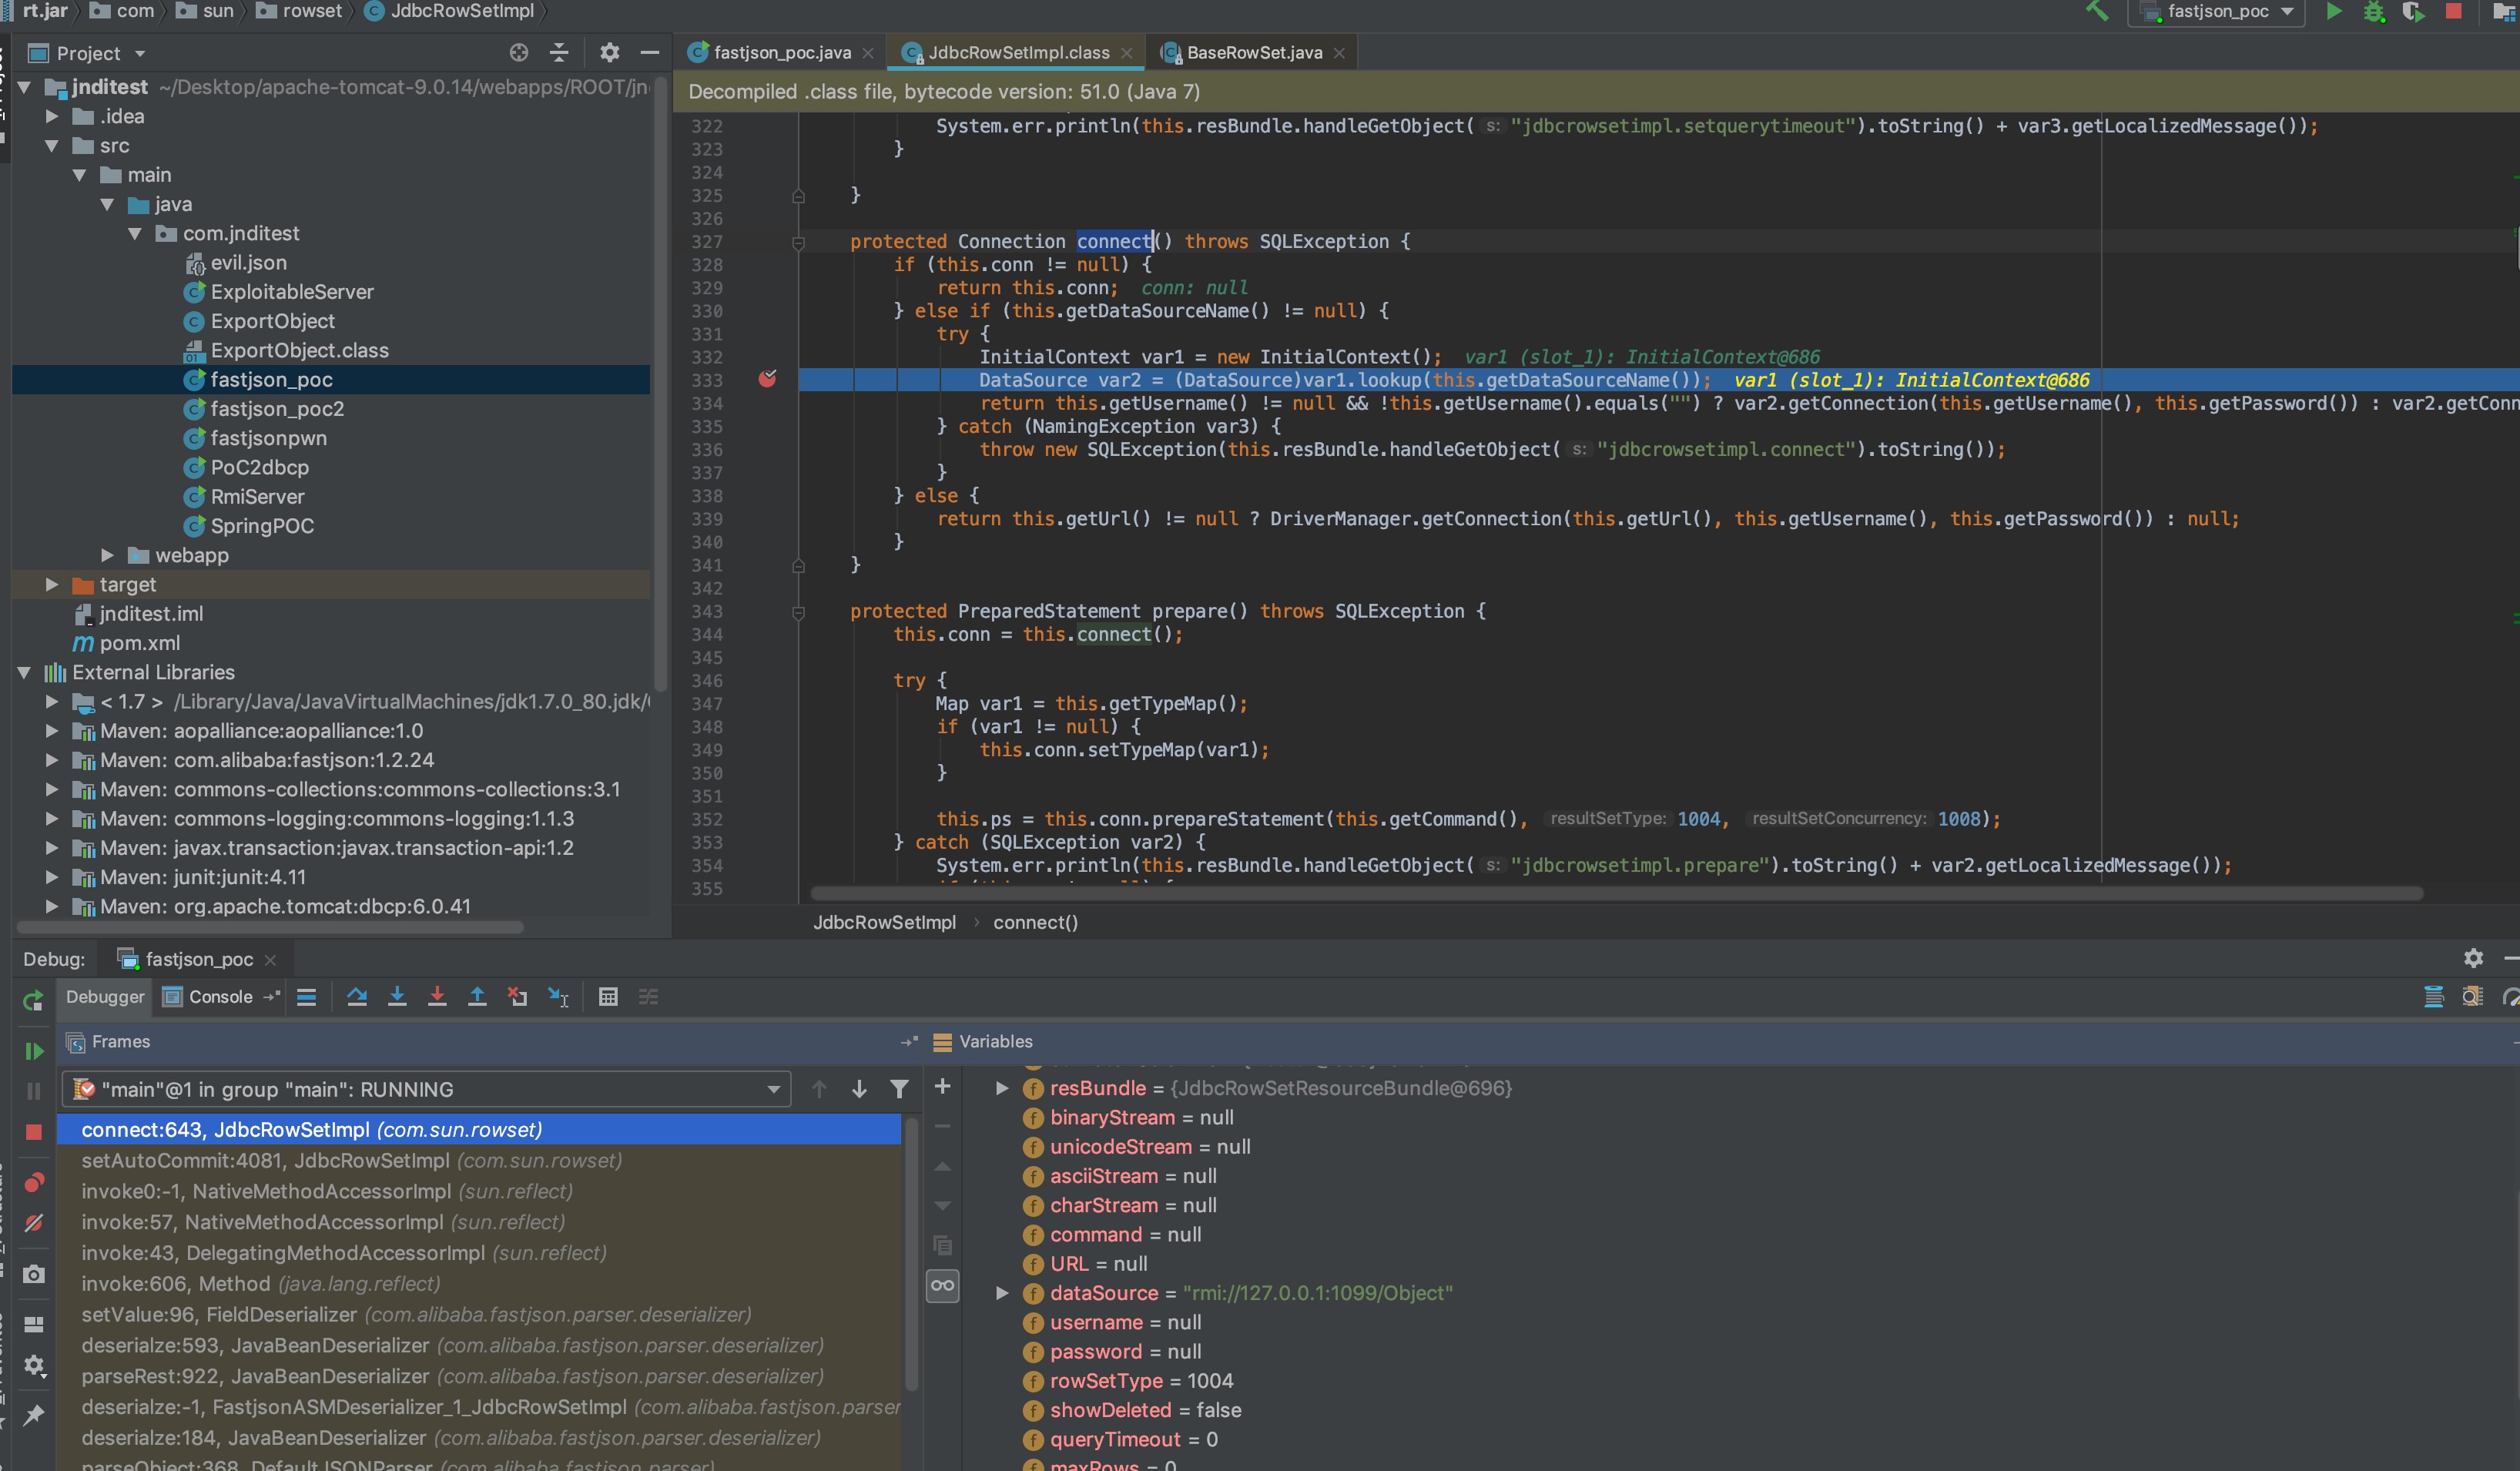 rt.jar com sun rowset JdbcRowSetImpl
fastjson_poc
Project
fastjson_poc.java JdbcRowSetImpl.class BaseRowSet.java
jnditest ~/Desktop/apache-tomcat-9.0.14/webapps/ROOT/jn
.idea
src
main
java
com.jnditest
evil.json
ExploitableServer
ExportObject
ExportObject.class
fastjson_poc
fastjson_poc2
fastjsonpwn
PoC2dbcp
RmiServer
SpringPOC
webapp
target
jnditest.iml
pom.xml
External Libraries
< 1.7 > /Library/Java/JavaVirtualMachines/jdk1.7.0_80.jdk/
Maven: aopalliance:aopalliance:1.0
Maven: com.alibaba:fastjson:1.2.24
Maven: commons-collections:commons-collections:3.1
Maven: commons-logging:commons-logging:1.1.3
Maven: javax.transaction:javax.transaction-api:1.2
Maven: junit:junit:4.11
Maven: org.apache.tomcat:dbcp:6.0.41
Decompiled .class file, bytecode version: 51.0 (Java 7)
322 System.err.println(this.resBundle.handleGetObject( s: "jdbcrowsetimpl.setquerytimeout").toString() + var3.getLocalizedMessage());
323 }
324
325 }
326
327 protected Connection connect() throws SQLException {
328 if (this.conn != null) {
329 return this.conn; conn: null
330 } else if (this.getDataSourceName() != null) {
331 try {
332 InitialContext var1 = new InitialContext(); var1 (slot_1): InitialContext@686
333 DataSource var2 = (DataSource)var1.lookup(this.getDataSourceName()); var1 (slot_1): InitialContext@686
334 return this.getUsername() != null && !this.getUsername().equals("") ? var2.getConnection(this.getUsername(), this.getPassword()) : var2.getConn
335 } catch (NamingException var3) {
336 throw new SQLException(this.resBundle.handleGetObject( s: "jdbcrowsetimpl.connect").toString());
337 }
338 } else {
339 return this.getUrl() != null ? DriverManager.getConnection(this.getUrl(), this.getUsername(), this.getPassword()) : null;
340 }
341 }
342
343 protected PreparedStatement prepare() throws SQLException {
344 this.conn = this.connect();
345
346 try {
347 Map var1 = this.getTypeMap();
348 if (var1 != null) {
349 this.conn.setTypeMap(var1);
350 }
351
352 this.ps = this.conn.prepareStatement(this.getCommand(), resultSetType: 1004, resultSetConcurrency: 1008);
353 } catch (SQLException var2) {
354 System.err.println(this.resBundle.handleGetObject( s: "jdbcrowsetimpl.prepare").toString() + var2.getLocalizedMessage());
355
JdbcRowSetImpl › connect()
Debug: fastjson_poc
Debugger Console
Frames
"main"@1 in group "main": RUNNING
connect:643, JdbcRowSetImpl (com.sun.rowset)
setAutoCommit:4081, JdbcRowSetImpl (com.sun.rowset)
invoke0:-1, NativeMethodAccessorImpl (sun.reflect)
invoke:57, NativeMethodAccessorImpl (sun.reflect)
invoke:43, DelegatingMethodAccessorImpl (sun.reflect)
invoke:606, Method (java.lang.reflect)
setValue:96, FieldDeserializer (com.alibaba.fastjson.parser.deserializer)
deserialze:593, JavaBeanDeserializer (com.alibaba.fastjson.parser.deserializer)
parseRest:922, JavaBeanDeserializer (com.alibaba.fastjson.parser.deserializer)
deserialze:-1, FastjsonASMDeserializer_1_JdbcRowSetImpl (com.alibaba.fastjson.parser
deserialze:184, JavaBeanDeserializer (com.alibaba.fastjson.parser.deserializer)
parseObject:368, DefaultJSONParser (com.alibaba.fastjson.parser)
Variables
resBundle = {JdbcRowSetResourceBundle@696}
binaryStream = null
unicodeStream = null
asciiStream = null
charStream = null
command = null
URL = null
dataSource = "rmi://127.0.0.1:1099/Object"
username = null
password = null
rowSetType = 1004
showDeleted = false
queryTimeout = 0
maxRows = 0